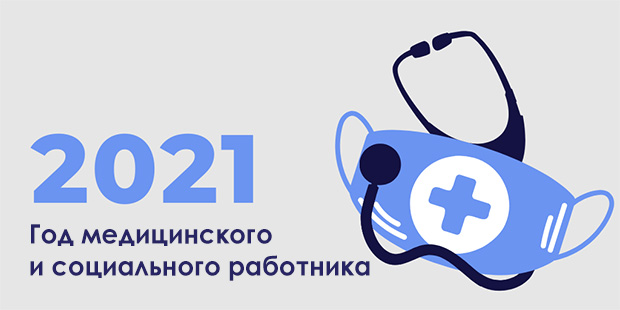 2021
Год медицинского
и социального работника